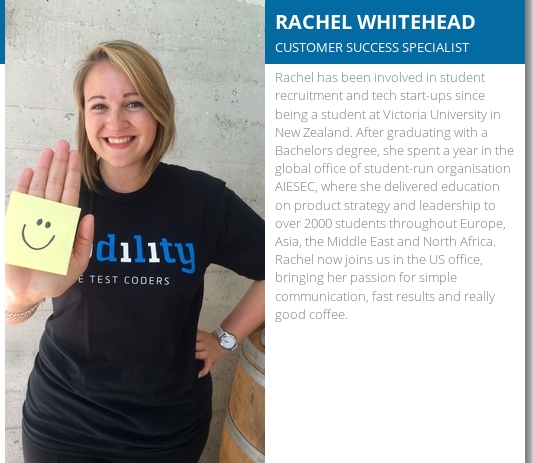 RACHEL WHITEHEAD
CUSTOMER SUCCESS SPECIALIST
Rachel has been involved in student
recruitment and tech start-ups since
being a student at Victoria University in
New Zealand. After graduating with a
Bachelors degree, she spent a year in the
global office of student-run organisation
AIESEC, where she delivered education
on product strategy and leadership to
over 2000 students throughout Europe,
Asia, the Middle East and North Africa.
Rachel now joins us in the US office,
bringing her passion for simple
communication, fast results and really
good coffee.
dility
E TEST CODERS